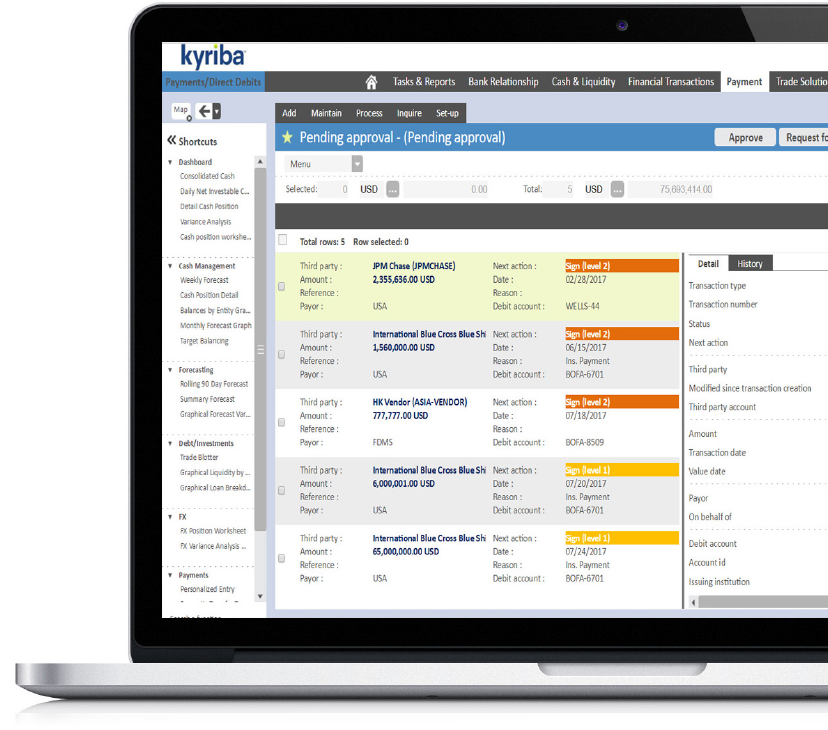 kyriba
Payments/Direct Debits
Tasks & Reports Bank Relationship Cash & Liquidity Financial Transactions Payment Trade Solutio
Map
Add Maintain Process Inquire Set-up
Shortcuts
Pending approval - (Pending approval)
Approve Request fo
Dashboard
Consolidated Cash
Daily Net Investable C...
Detail Cash Position
Variance Analysis
Cash position workshe...
Cash Management
Weekly Forecast
Cash Position Detail
Balances by Entity Gra...
Monthly Forecast Graph
Target Balancing
Forecasting
Rolling 90 Day Forecast
Summary Forecast
Graphical Forecast Var...
Debt/Investments
Trade Blotter
Graphical Liquidity by ...
Graphical Loan Breakd...
FX
FX Position Worksheet
FX Variance Analysis ...
Payments
Personalized Entry
Menu
Selected: 0 USD ... 0.00 Total: 5 USD ... 75,693,414.00
Total rows: 5 Row selected: 0
Third party : JPM Chase (JPMCHASE) Next action : Sign (level 2)
Amount : 2,355,636.00 USD Date : 02/28/2017
Reference : Reason :
Payor : USA Debit account : WELLS-44
Third party : International Blue Cross Blue Shi Next action : Sign (level 2)
Amount : 1,560,000.00 USD Date : 06/15/2017
Reference : Reason : Ins. Payment
Payor : USA Debit account : BOFA-6701
Third party : HK Vendor (ASIA-VENDOR) Next action : Sign (level 2)
Amount : 777,777.00 USD Date : 07/18/2017
Reference : Reason :
Payor : FDMS Debit account : BOFA-8509
Third party : International Blue Cross Blue Shi Next action : Sign (level 1)
Amount : 6,000,001.00 USD Date : 07/20/2017
Reference : Reason : Ins. Payment
Payor : USA Debit account : BOFA-6701
Third party : International Blue Cross Blue Shi Next action : Sign (level 1)
Amount : 65,000,000.00 USD Date : 07/24/2017
Reference : Reason : Ins. Payment
Payor : USA Debit account : BOFA-6701
Detail History
Transaction type
Transaction number
Status
Next action
Third party
Modified since transaction creation
Third party account
Amount
Transaction date
Value date
Payor
On behalf of
Debit account
Account id
Issuing institution